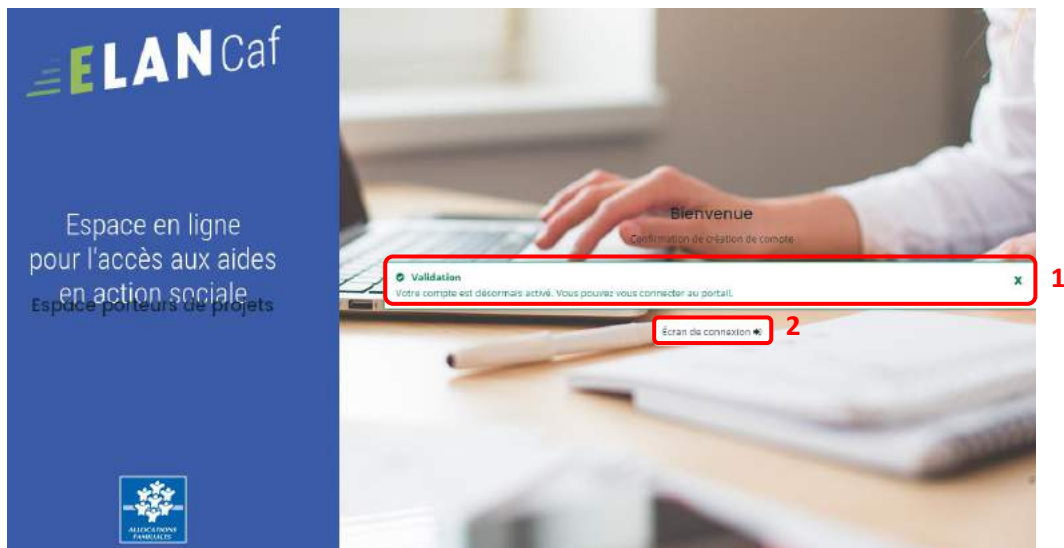 ELANCaf
Espace en ligne
pour l'accès aux aides
en action sociale
Espace porteurs de projets
ALLOCATIONS
FAMILIALES
Bienvenue
Confirmation de création de compte
Validation
x
Votre compte est désormais activé. Vous pouvez vous connecter au portail.
1
Écran de connexion
2